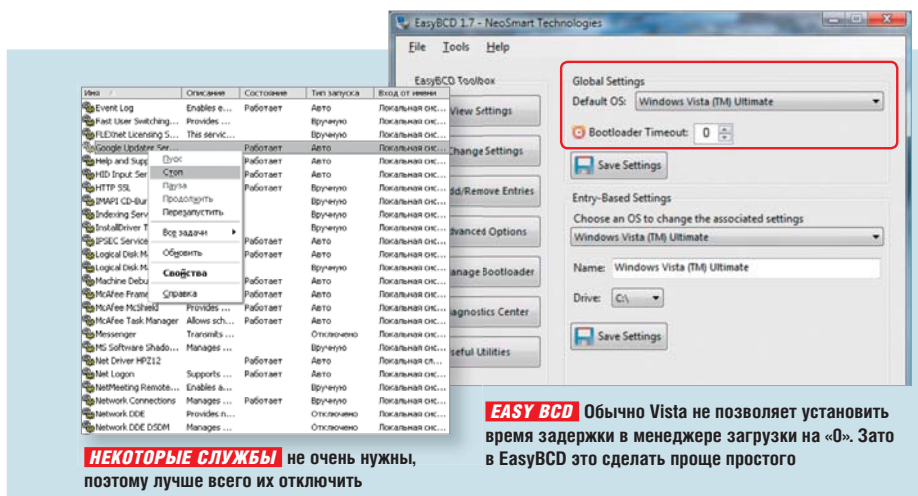 EasyBCD 1.7 - NeoSmart Technologies
File Tools Help
EasyBCD Toolbox
View Settings
Change Settings
Add/Remove Entries
Advanced Options
Manage Bootloader
Diagnostics Center
Useful Utilities
Global Settings
Default OS: Windows Vista (TM) Ultimate
Bootloader Timeout: 0
Save Settings
Entry-Based Settings
Choose an OS to change the associated settings
Windows Vista (TM) Ultimate
Name: Windows Vista (TM) Ultimate
Drive: C:\
Save Settings
Имя Описание Состояние Тип запуска Вход от имени
Event Log Enables e... Работает Авто Локальная сис...
Fast User Switching... Provides ... Вручную Локальная сис...
FLEXnet Licensing S... This servic... Вручную Локальная сис...
Google Updater Ser... Работает Авто Локальная сис...
Help and Supp Работает Авто Локальная сис...
HID Input Ser Работает Авто Локальная сис...
HTTP SSL Работает Вручную Локальная сис...
IMAPI CD-Bur Вручную Локальная сис...
Indexing Serv Вручную Локальная сис...
InstallDriver T Вручную Локальная сис...
IPSEC Service Работает Авто Локальная сис...
Logical Disk M Работает Авто Локальная сис...
Logical Disk M Вручную Локальная сис...
Machine Debu Работает Авто Локальная сис...
McAfee Frame Работает Авто Локальная сис...
McAfee McShield Provides ... Работает Авто Локальная сис...
McAfee Task Manager Allows sch... Работает Авто Локальная сис...
Messenger Transmits ... Отключено Локальная сис...
MS Software Shado... Manages ... Вручную Локальная сис...
Net Driver HPZ12 Работает Авто Локальная сл...
Net Logon Supports ... Работает Авто Локальная сис...
NetMeeting Remote... Enables a... Вручную Локальная сис...
Network Connections Manages ... Работает Вручную Локальная сис...
Network DDE Provides n... Отключено Локальная сис...
Network DDE DSDM Manages ... Отключено Локальная сис...
Пуск
Стоп
Пауза
Продолжить
Перезапустить
Все задачи
Обновить
Свойства
Справка
НЕКОТОРЫЕ СЛУЖБЫ не очень нужны,
поэтому лучше всего их отключить
EASY BCD Обычно Vista не позволяет установить
время задержки в менеджере загрузки на «0». Зато
в EasyBCD это сделать проще простого